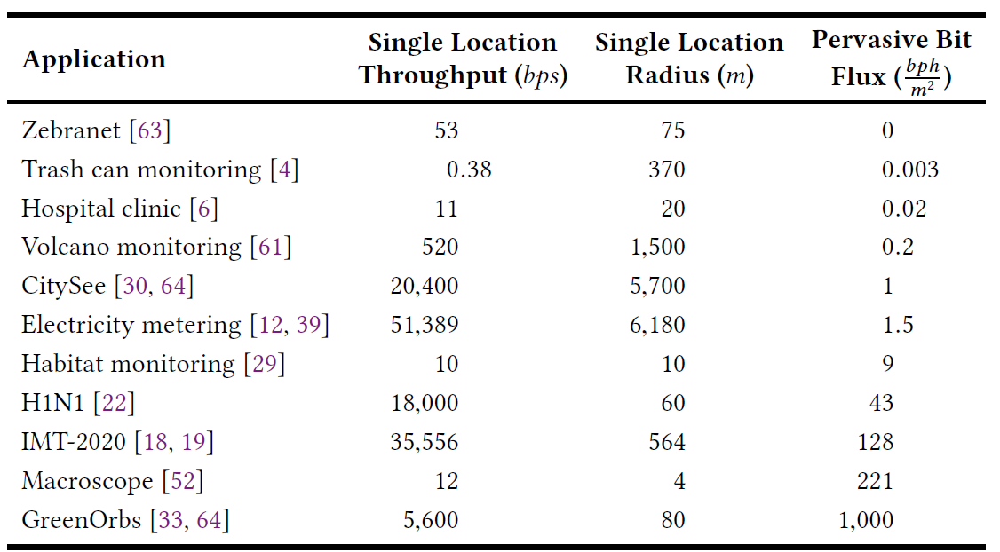 Application Single Location Throughput (bps) Single Location Radius (m) Pervasive Bit Flux (bph/m²)
Zebranet [63] 53 75 0
Trash can monitoring [4] 0.38 370 0.003
Hospital clinic [6] 11 20 0.02
Volcano monitoring [61] 520 1,500 0.2
CitySee [30, 64] 20,400 5,700 1
Electricity metering [12, 39] 51,389 6,180 1.5
Habitat monitoring [29] 10 10 9
H1N1 [22] 18,000 60 43
IMT-2020 [18, 19] 35,556 564 128
Macroscope [52] 12 4 221
GreenOrbs [33, 64] 5,600 80 1,000